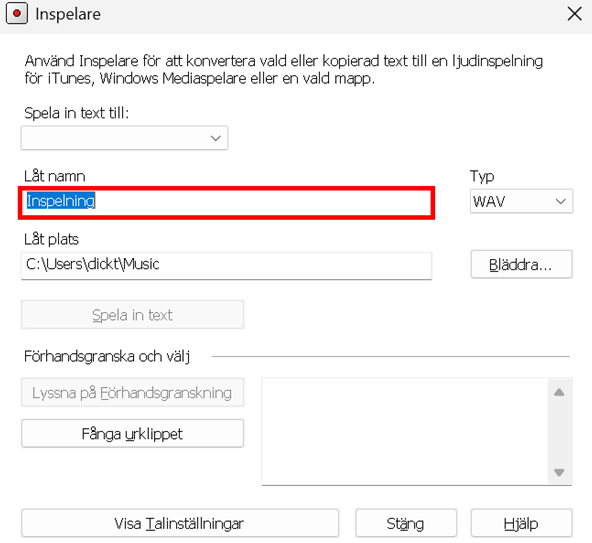 Inspelare
Använd Inspelare för att konvertera vald eller kopierad text till en ljudinspelning
för iTunes, Windows Mediaspelare eller en vald mapp.
Spela in text till:
Låt namn
Typ
Inspelning
WAV
Låt plats
C:\Users\dickt\Music
Bläddra...
Spela in text
Förhandsgranska och välj
Lyssna på Förhandsgranskning
Fånga urklippet
Visa Talinställningar
Stäng
Hjälp